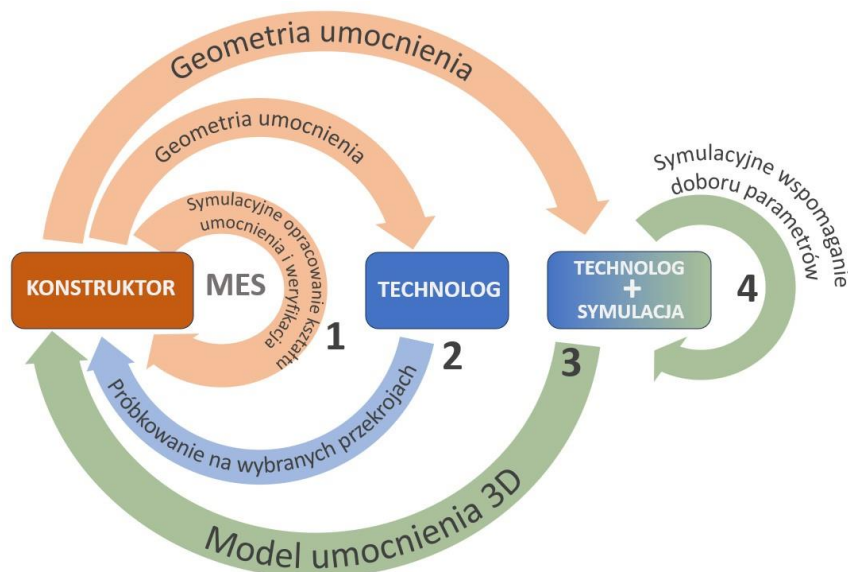 Geometria umocnienia
Geometria umocnienia
Symulacyjne opracowanie kształtu
umocnienia i weryfikacja
Symulacyjne wspomaganie
doboru parametrów
KONSTRUKTOR
MES
TECHNOLOG
TECHNOLOG
+
SYMULACJA
4
1
2
3
Próbkowanie na wybranych przekrojach
Model umocnienia 3D